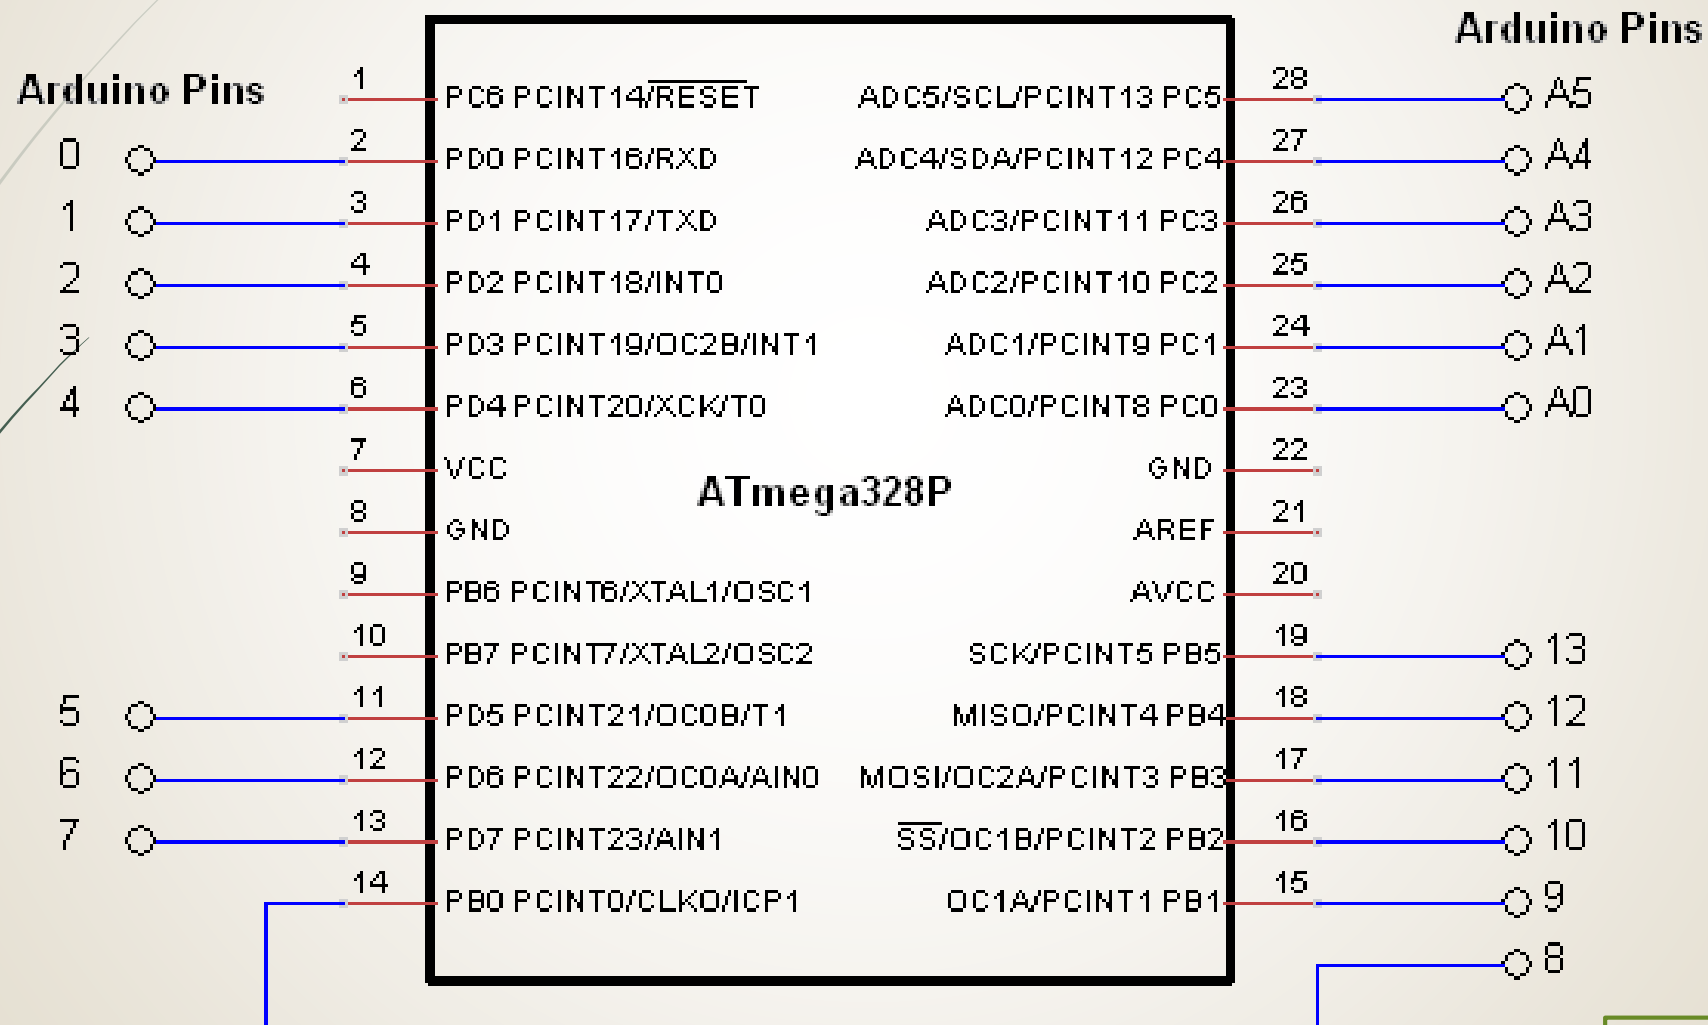 Arduino Pins
Arduino Pins
1 PC6 PCINT14/RESET ADC5/SCL/PCINT13 PC5 28 A5
0 2 PD0 PCINT16/RXD ADC4/SDA/PCINT12 PC4 27 A4
1 3 PD1 PCINT17/TXD ADC3/PCINT11 PC3 26 A3
2 4 PD2 PCINT18/INT0 ADC2/PCINT10 PC2 25 A2
3 5 PD3 PCINT19/OC2B/INT1 ADC1/PCINT9 PC1 24 A1
4 6 PD4 PCINT20/XCK/T0 ADC0/PCINT8 PC0 23 A0
7 VCC GND 22
ATmega328P
8 GND AREF 21
9 PB6 PCINT6/XTAL1/OSC1 AVCC 20
10 PB7 PCINT7/XTAL2/OSC2 SCK/PCINT5 PB5 19 13
5 11 PD5 PCINT21/OC0B/T1 MISO/PCINT4 PB4 18 12
6 12 PD6 PCINT22/OC0A/AIN0 MOSI/OC2A/PCINT3 PB3 17 11
7 13 PD7 PCINT23/AIN1 SS/OC1B/PCINT2 PB2 16 10
14 PB0 PCINT0/CLKO/ICP1 OC1A/PCINT1 PB1 15 9
8